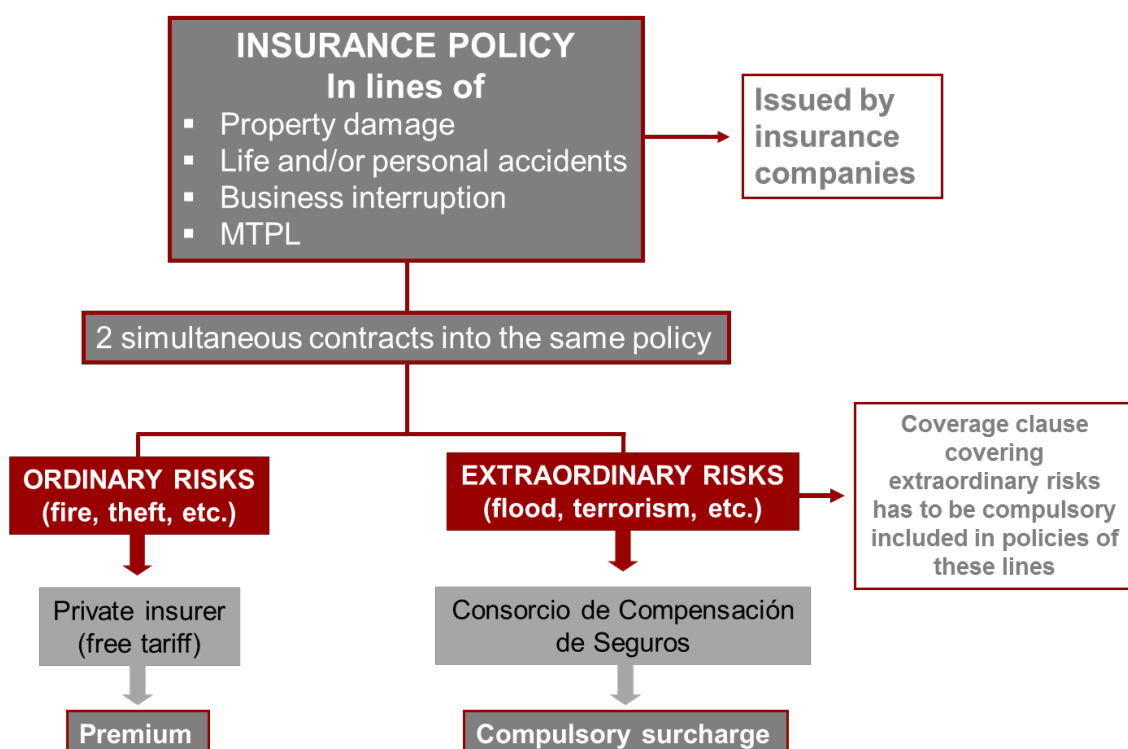 INSURANCE POLICY
In lines of
▪ Property damage
▪ Life and/or personal accidents
▪ Business interruption
▪ MTPL
Issued by
insurance
companies
2 simultaneous contracts into the same policy
ORDINARY RISKS
(fire, theft, etc.)
EXTRAORDINARY RISKS
(flood, terrorism, etc.)
Coverage clause
covering
extraordinary risks
has to be compulsory
included in policies of
these lines
Private insurer
(free tariff)
Consorcio de Compensación
de Seguros
Premium
Compulsory surcharge